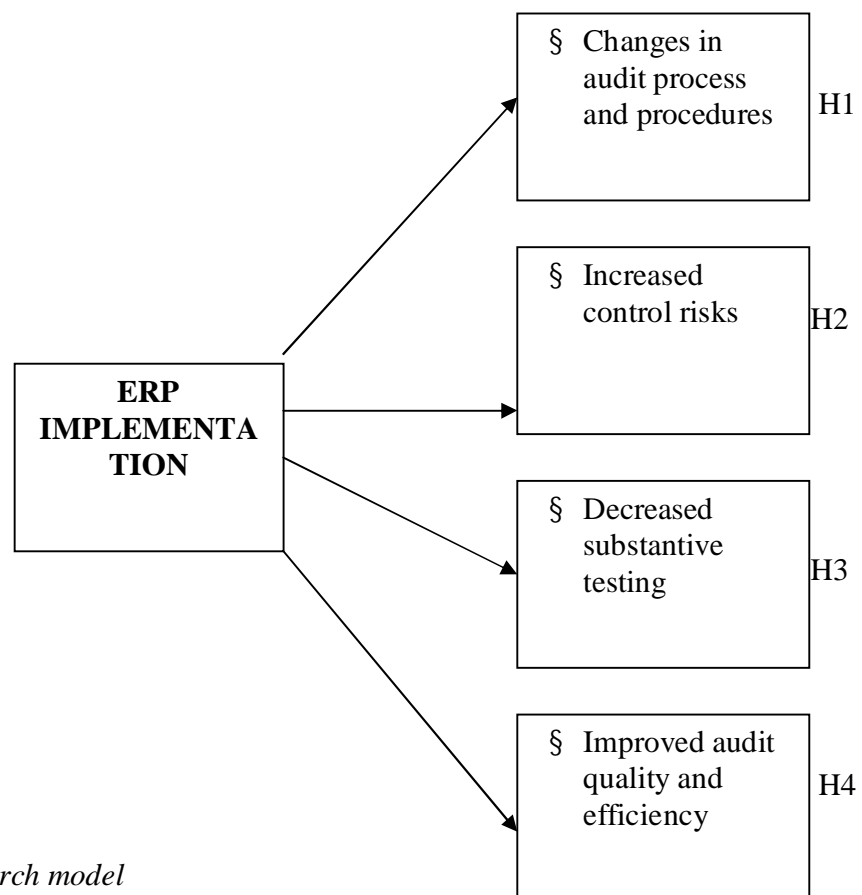 § Changes in
audit process
and procedures
H1
§ Increased
control risks
H2
ERP
IMPLEMENTA
TION
§ Decreased
substantive
testing
H3
§ Improved audit
quality and
efficiency
H4
rch model